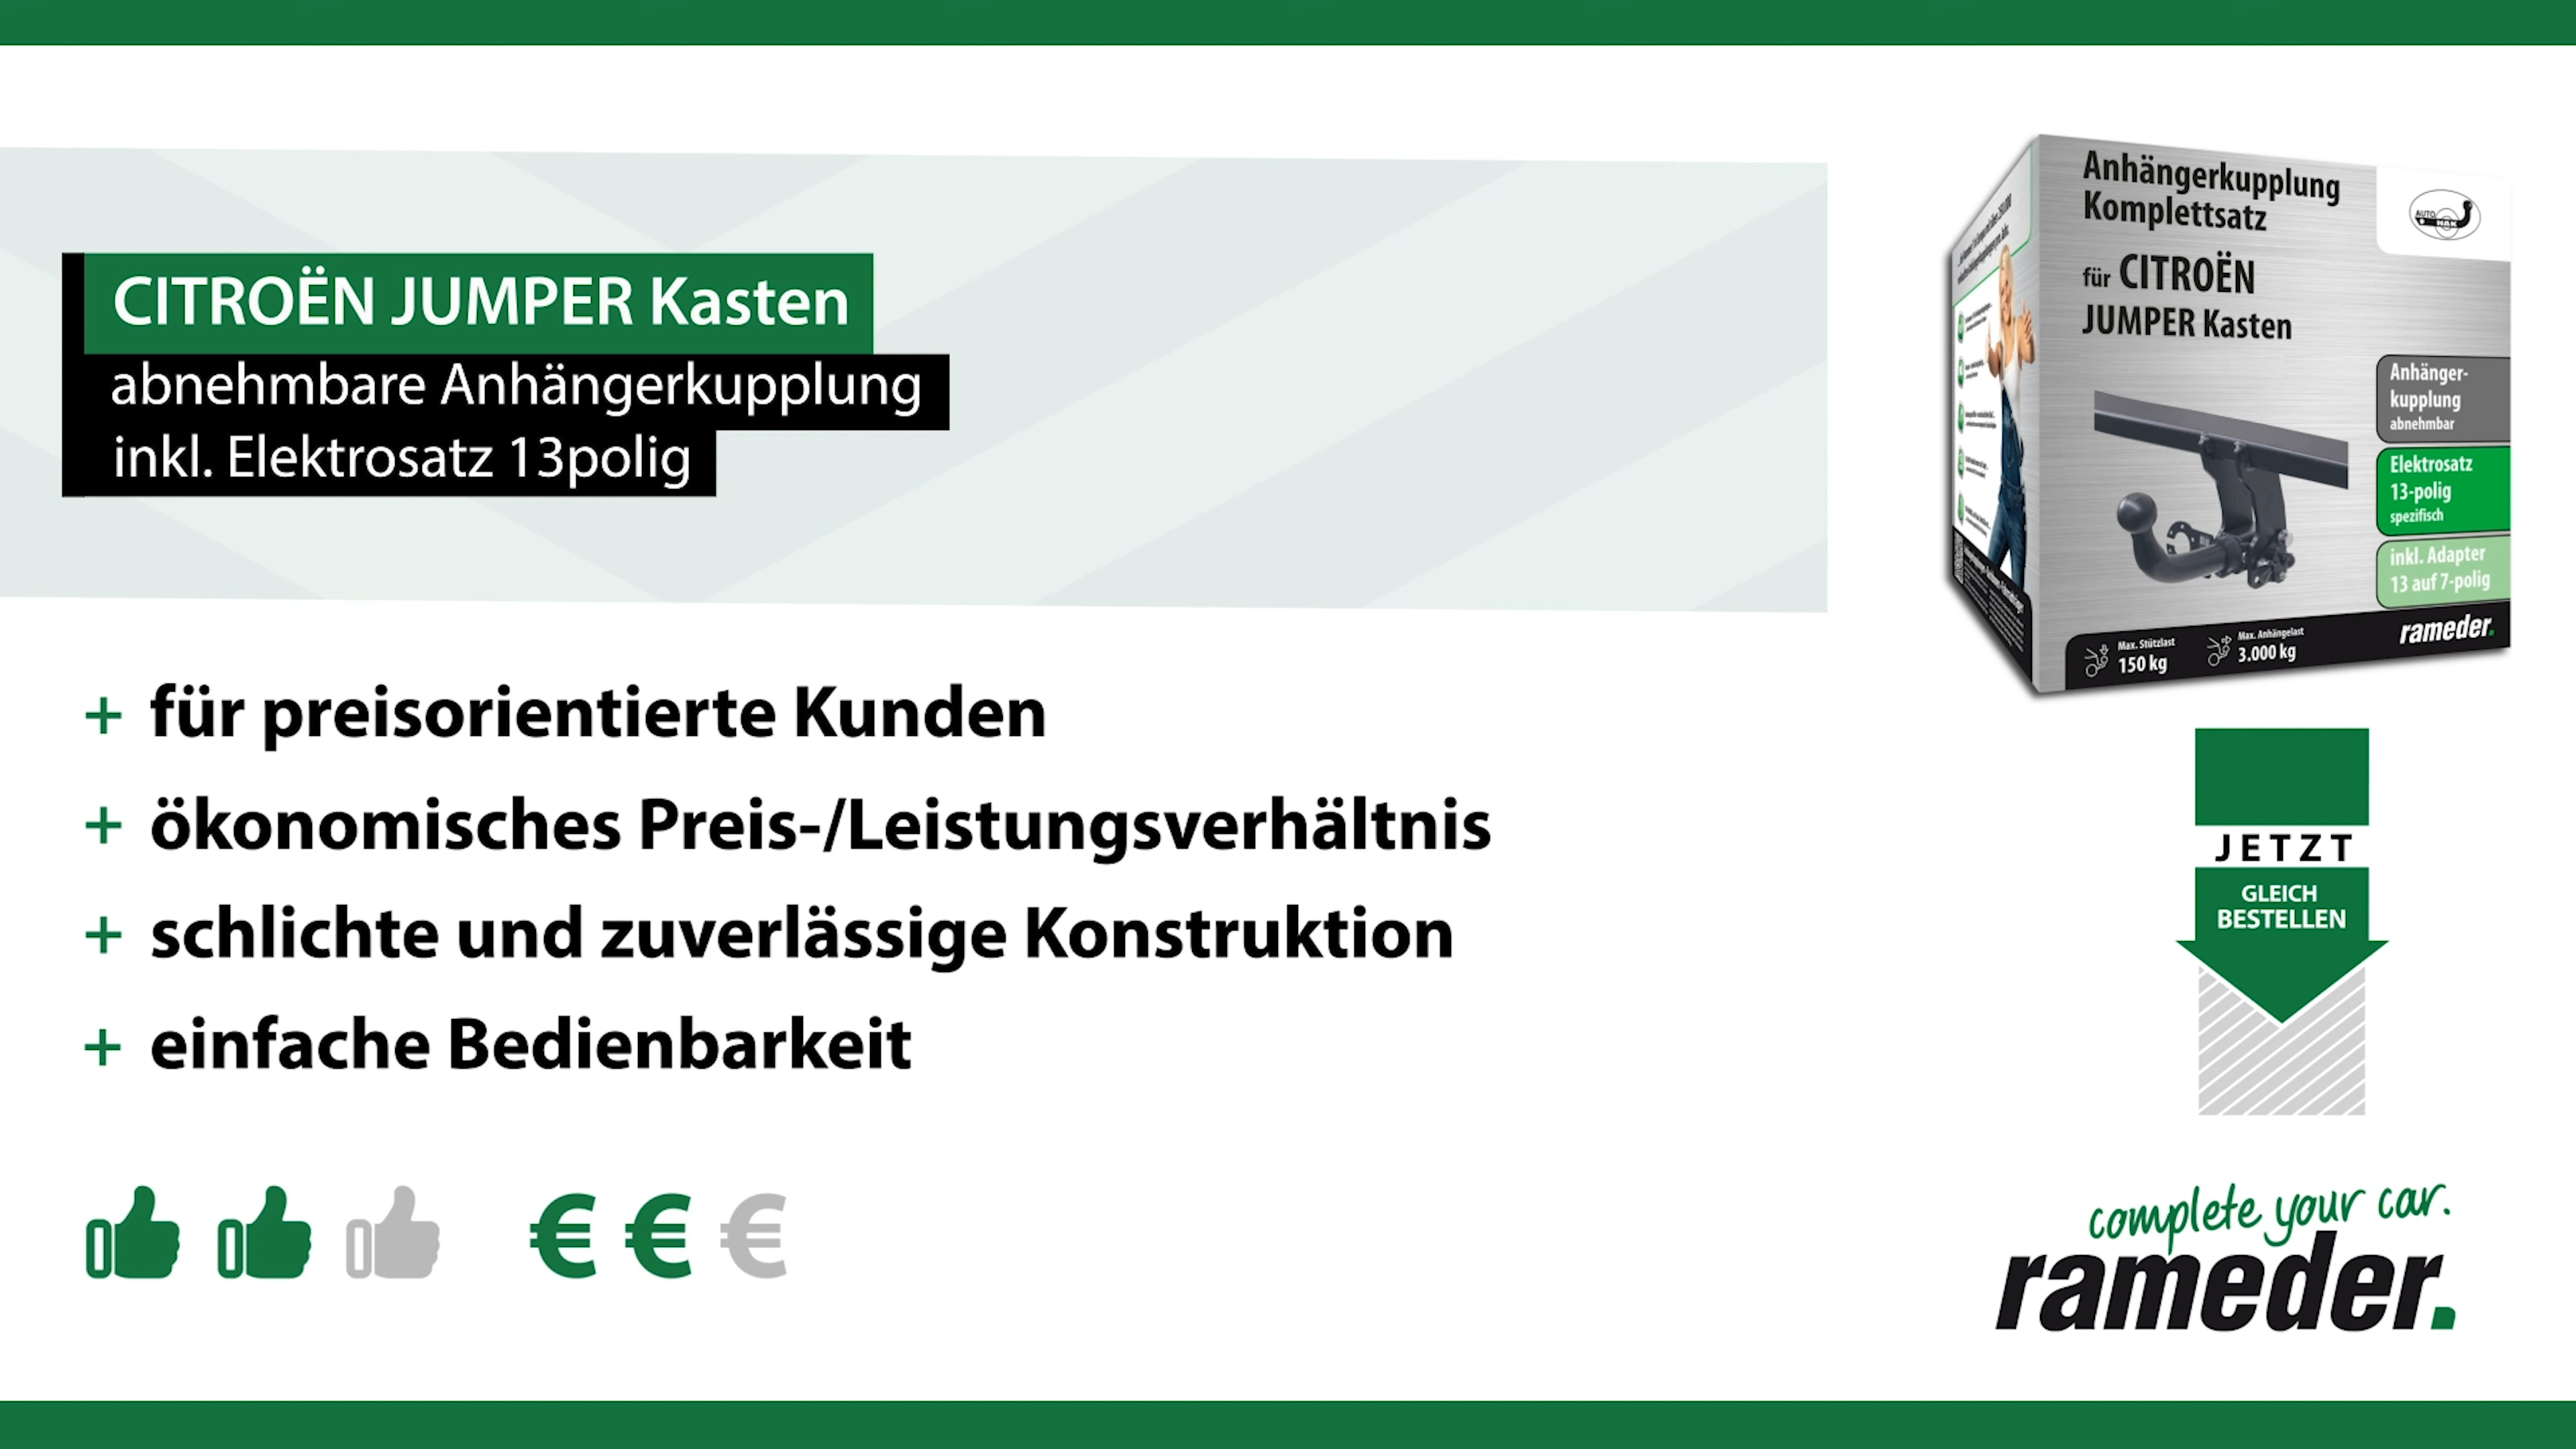 CITROËN JUMPER Kasten
abnehmbare Anhängerkupplung
inkl. Elektrosatz 13polig
+ für preisorientierte Kunden
+ ökonomisches Preis-/Leistungsverhältnis
+ schlichte und zuverlässige Konstruktion
+ einfache Bedienbarkeit
€ € €
Anhängerkupplung
Komplettsatz
für CITROËN
JUMPER Kasten
AUTO
HAK
Anhänger-
kupplung
abnehmbar
Elektrosatz
13-polig
spezifisch
inkl. Adapter
13 auf 7-polig
Max. Stützlast
150 kg
Max. Anhängelast
3.000 kg
rameder.
JETZT
GLEICH
BESTELLEN
complete your car.
rameder.